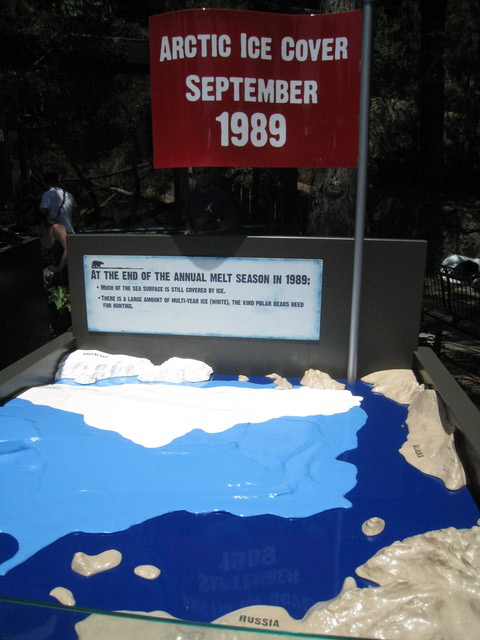 ARCTIC ICE COVER
SEPTEMBER
1989
AT THE END OF THE ANNUAL MELT SEASON IN 1989:
• MUCH OF THE SEA SURFACE IS STILL COVERED BY ICE.
• THERE IS A LARGE AMOUNT OF MULTI-YEAR ICE (WHITE), THE KIND POLAR BEARS NEED
FOR HUNTING.
GREENLAND
ALASKA
RUSSIA